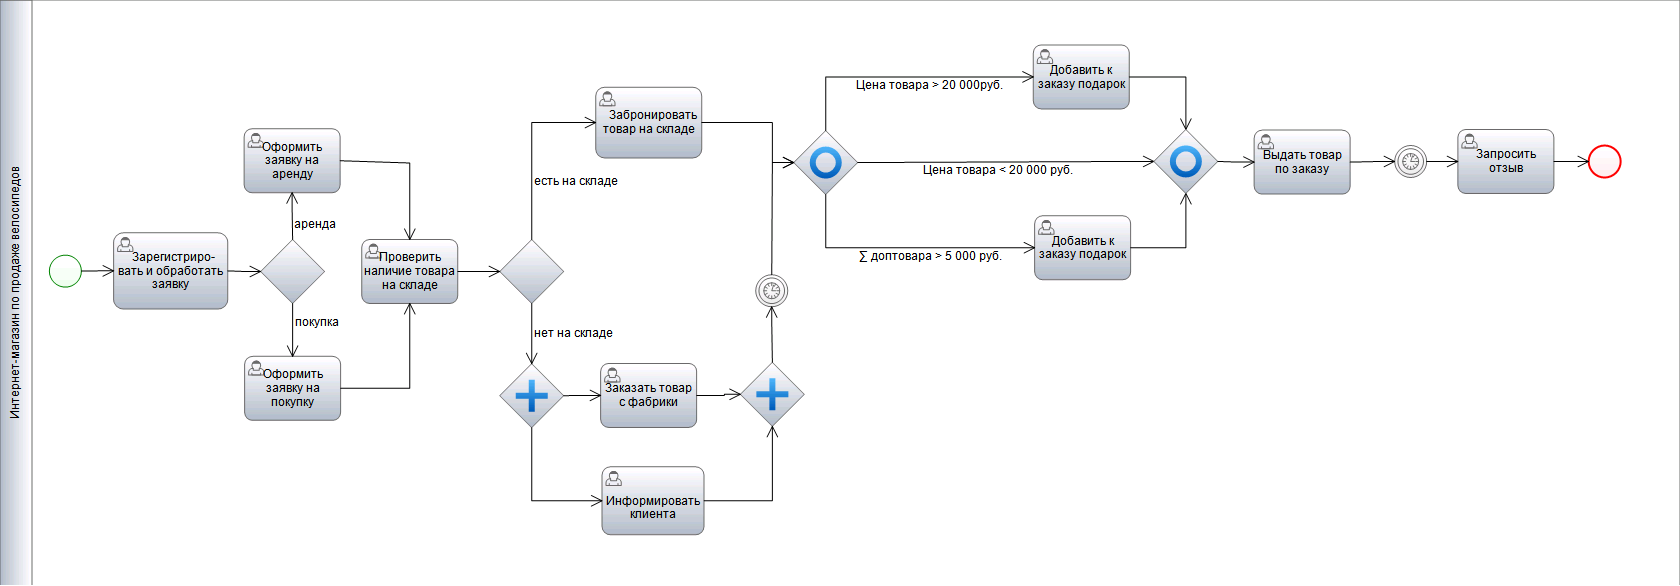 Интернет-магазин по продаже велосипедов
Зарегистриро-
вать и обработать
заявку
Оформить
заявку на
аренду
аренда
покупка
Оформить
заявку на
покупку
Проверить
наличие товара
на складе
Забронировать
товар на складе
есть на складе
нет на складе
Заказать товар
с фабрики
Информировать
клиента
Цена товара > 20 000руб.
Добавить к
заказу подарок
Цена товара < 20 000 руб.
∑ доптовара > 5 000 руб.
Добавить к
заказу подарок
Выдать товар
по заказу
Запросить
отзыв